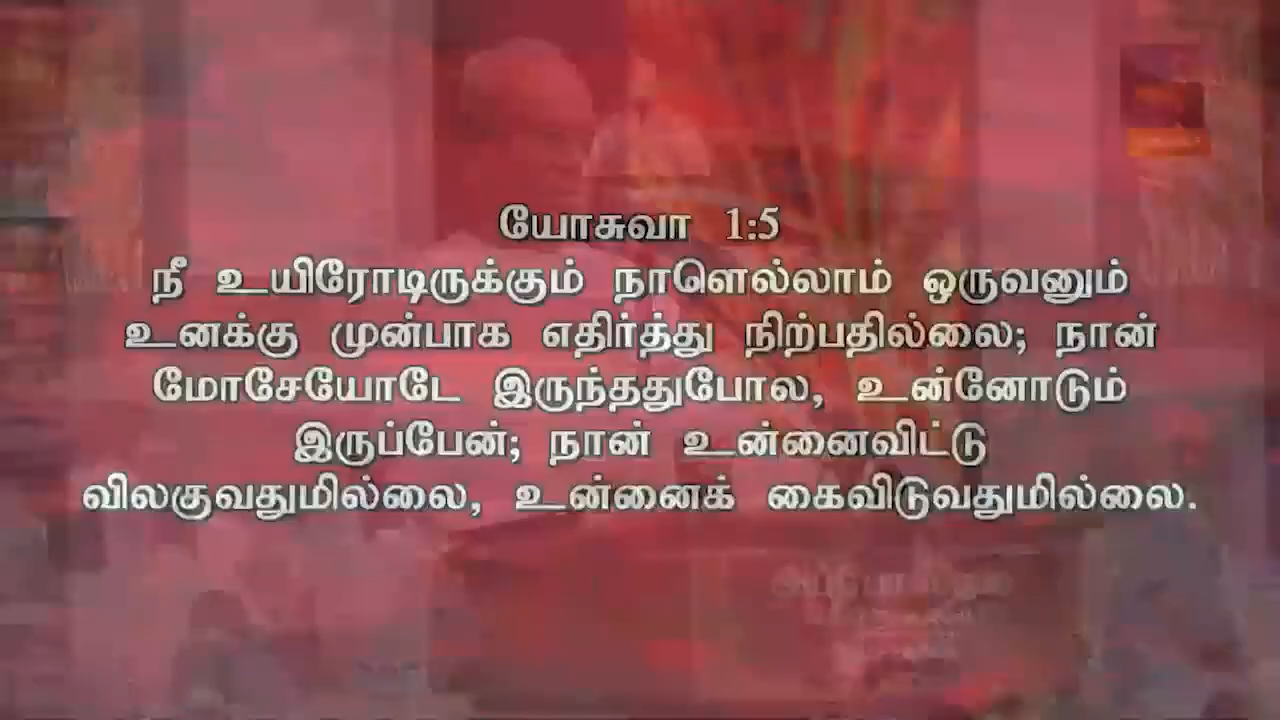 யோசுவா 1:5
நீ உயிரோடிருக்கும் நாளெல்லாம் ஒருவனும்
உனக்கு முன்பாக எதிர்த்து நிற்பதில்லை; நான்
மோசேயோடே இருந்ததுபோல, உன்னோடும்
இருப்பேன்; நான் உன்னைவிட்டு
விலகுவதுமில்லை, உன்னைக் கைவிடுவதுமில்லை.